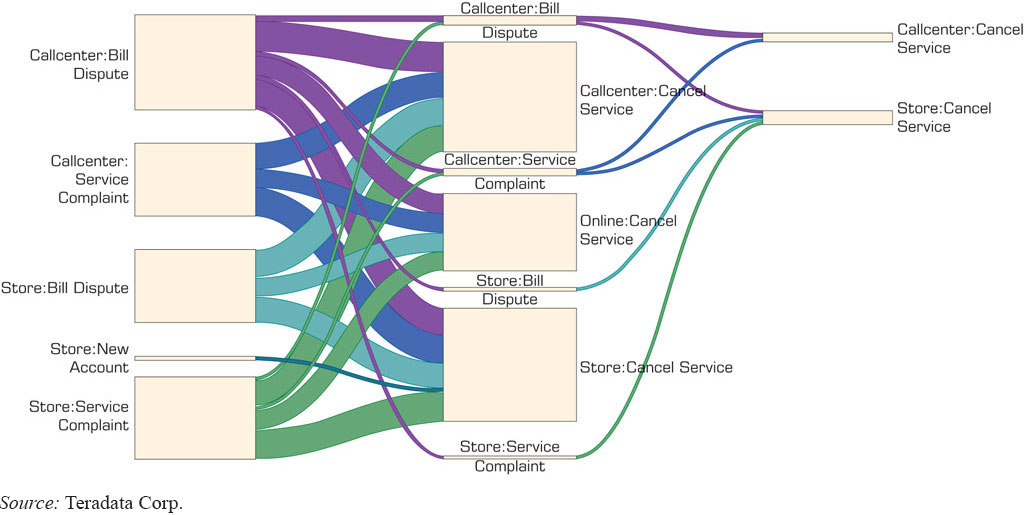 Callcenter:Bill
Dispute
Callcenter:
Service
Complaint
Store:Bill Dispute
Store:New
Account
Store:Service
Complaint
Callcenter:Bill
Dispute
Callcenter:Cancel
Service
Callcenter:Service
Complaint
Online:Cancel
Service
Store:Bill
Dispute
Store:Cancel Service
Store:Service
Complaint
Callcenter:Cancel
Service
Store:Cancel
Service
Source: Teradata Corp.